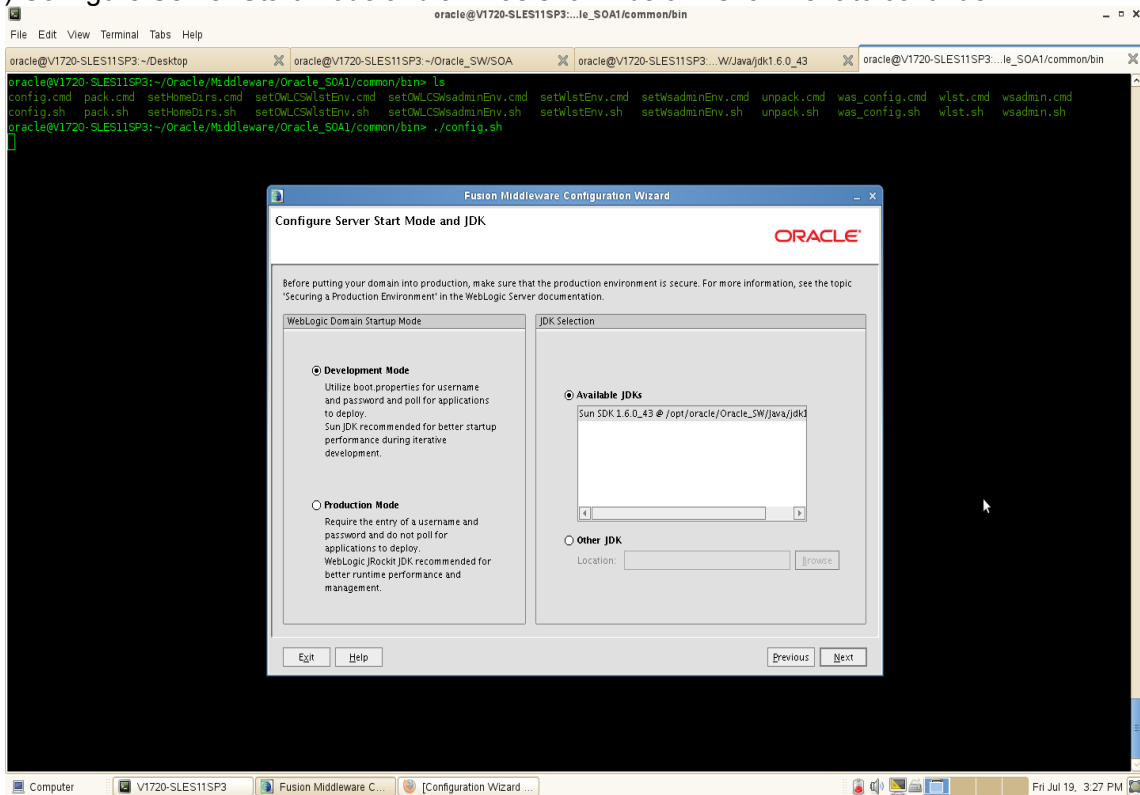 oracle@V1720-SLES11SP3:...le_SOA1/common/bin
File Edit View Terminal Tabs Help
oracle@V1720-SLES11SP3:~/Desktop oracle@V1720-SLES11SP3:~/Oracle_SW/SOA oracle@V1720-SLES11SP3:...W/Java/jdk1.6.0_43 oracle@V1720-SLES11SP3:...le_SOA1/common/bin
oracle@V1720-SLES11SP3:~/Oracle/Middleware/Oracle_SOA1/common/bin> ls
config.cmd pack.cmd setHomeDirs.cmd setOWLCSWlstEnv.cmd setOWLCSWsadminEnv.cmd setWlstEnv.cmd setWsadminEnv.cmd unpack.cmd was_config.cmd wlst.cmd wsadmin.cmd
config.sh pack.sh setHomeDirs.sh setOWLCSWlstEnv.sh setOWLCSWsadminEnv.sh setWlstEnv.sh setWsadminEnv.sh unpack.sh was_config.sh wlst.sh wsadmin.sh
oracle@V1720-SLES11SP3:~/Oracle/Middleware/Oracle_SOA1/common/bin> ./config.sh
Fusion Middleware Configuration Wizard
Configure Server Start Mode and JDK
ORACLE
Before putting your domain into production, make sure that the production environment is secure. For more information, see the topic
'Securing a Production Environment' in the WebLogic Server documentation.
WebLogic Domain Startup Mode
Development Mode
Utilize boot.properties for username
and password and poll for applications
to deploy.
Sun JDK recommended for better startup
performance during iterative
development.
Production Mode
Require the entry of a username and
password and do not poll for
applications to deploy.
WebLogic JRockit JDK recommended for
better runtime performance and
management.
JDK Selection
Available JDKs
Sun SDK 1.6.0_43 @ /opt/oracle/Oracle_SW/Java/jdk1
Other JDK
Location: Browse
Exit Help Previous Next
Computer V1720-SLES11SP3 Fusion Middleware C... [Configuration Wizard ... Fri Jul 19, 3:27 PM